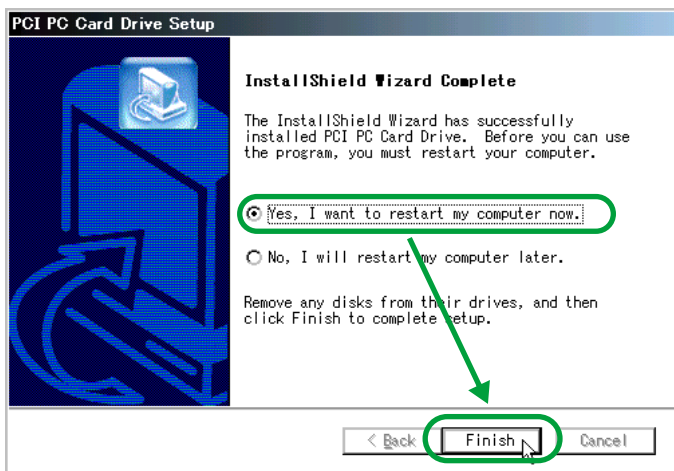 PCI PC Card Drive Setup
InstallShield Wizard Complete
The InstallShield Wizard has successfully
installed PCI PC Card Drive.  Before you can use
the program, you must restart your computer.
Yes, I want to restart my computer now.
No, I will restart my computer later.
Remove any disks from their drives, and then
click Finish to complete setup.
< Back Finish Cancel